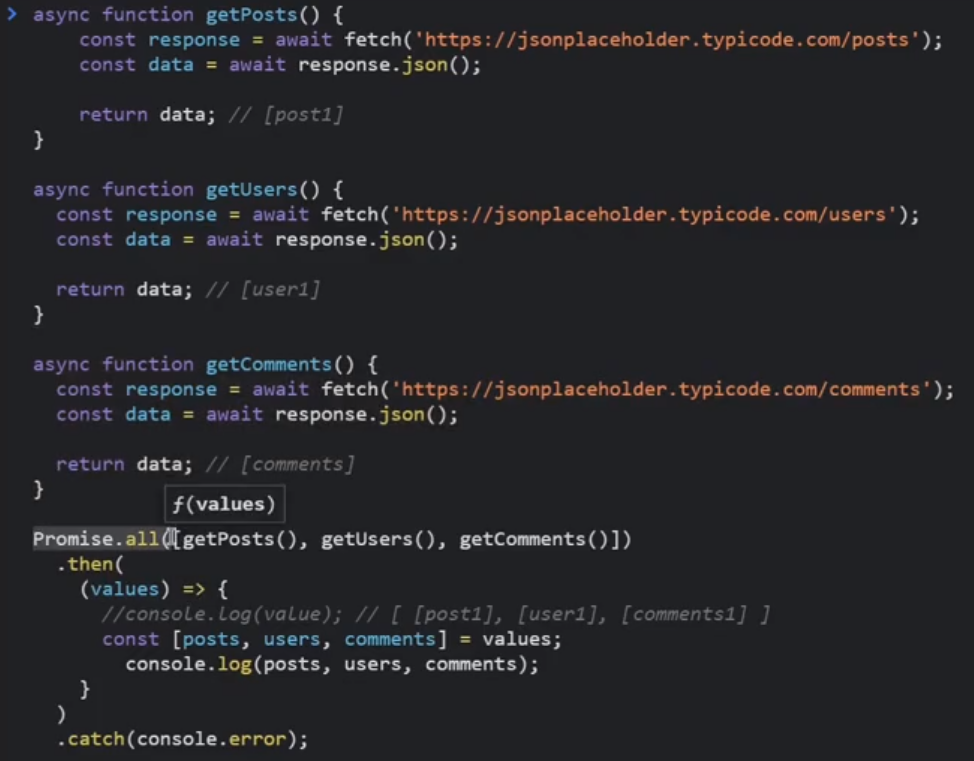 > async function getPosts() {
const response = await fetch('https://jsonplaceholder.typicode.com/posts');
const data = await response.json();
return data; // [post1]
}
async function getUsers() {
const response = await fetch('https://jsonplaceholder.typicode.com/users');
const data = await response.json();
return data; // [user1]
}
async function getComments() {
const response = await fetch('https://jsonplaceholder.typicode.com/comments');
const data = await response.json();
return data; // [comments]
}
ƒ(values)
Promise.all([getPosts(), getUsers(), getComments()])
.then(
(values) => {
//console.log(value); // [ [post1], [user1], [comments1] ]
const [posts, users, comments] = values;
console.log(posts, users, comments);
}
)
.catch(console.error);